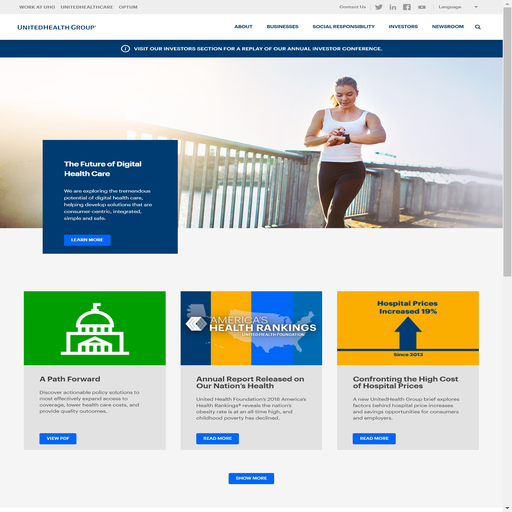 WORK AT UHG UNITEDHEALTHCARE OPTUM
Contact Us Language
UNITEDHEALTH GROUP®
ABOUT BUSINESSES SOCIAL RESPONSIBILITY INVESTORS NEWSROOM
VISIT OUR INVESTORS SECTION FOR A REPLAY OF OUR ANNUAL INVESTOR CONFERENCE.
The Future of Digital
Health Care
We are exploring the tremendous
potential of digital health care,
helping develop solutions that
are consumer-centric, integrated,
simple and safe.
LEARN MORE
AMERICA'S
HEALTH RANKINGS
UNITED HEALTH FOUNDATION
Hospital Prices
Increased 19%
Since 2013
A Path Forward
Discover actionable policy solutions to
most effectively expand access to
coverage, lower health care costs, and
provide quality outcomes.
VIEW PDF
Annual Report Released on
Our Nation's Health
United Health Foundation's 2018 America's
Health Rankings® reveals the nation's
obesity rate is at an all-time high, and
childhood poverty has declined.
READ MORE
Confronting the High Cost
of Hospital Prices
A new UnitedHealth Group brief explores
factors behind hospital price increases
and savings opportunities for consumers
and employers.
READ MORE
SHOW MORE